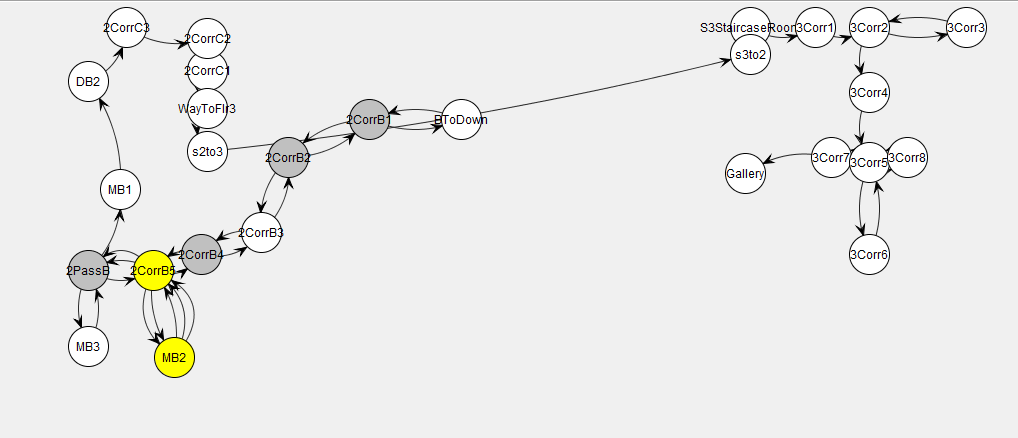 2CorrC3
S3StaircaseRoom
3Corr1
3Corr2
3Corr3
2CorrC2
s3to2
2CorrC1
DB2
3Corr4
WayToFlr3
2CorrB1
BToDown
s2to3
2CorrB2
3Corr7
3Corr5
3Corr8
Gallery
MB1
2CorrB3
2CorrB4
3Corr6
2PassB
2CorrB5
MB3
MB2